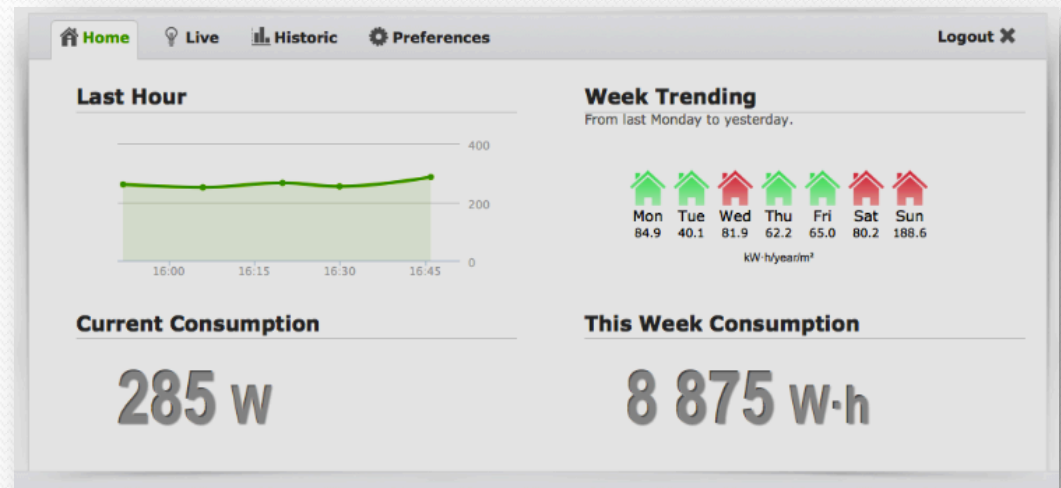 Home Live Historic Preferences Logout
Last Hour
400
200
0
16:00 16:15 16:30 16:45
Week Trending
From last Monday to yesterday.
Mon Tue Wed Thu Fri Sat Sun
84.9 40.1 81.9 62.2 65.0 80.2 188.6
kW·h/year/m²
Current Consumption
285 W
This Week Consumption
8 875 W·h